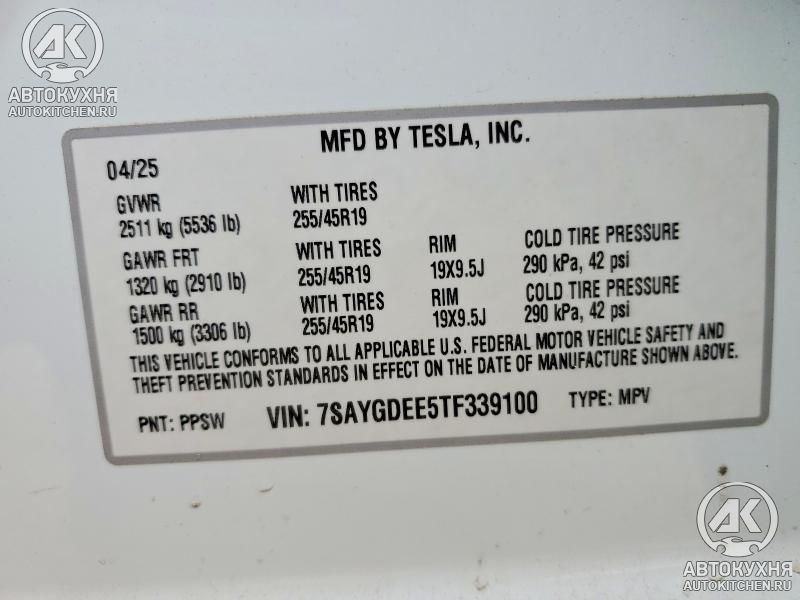 АК
АВТОКУХНЯ
AUTOKITCHEN.RU
MFD BY TESLA, INC.
04/25
GVWR WITH TIRES
2511 kg (5536 lb) 255/45R19
GAWR FRT WITH TIRES RIM COLD TIRE PRESSURE
1320 kg (2910 lb) 255/45R19 19X9.5J 290 kPa, 42 psi
GAWR RR WITH TIRES RIM COLD TIRE PRESSURE
1500 kg (3306 lb) 255/45R19 19X9.5J 290 kPa, 42 psi
THIS VEHICLE CONFORMS TO ALL APPLICABLE U.S. FEDERAL MOTOR VEHICLE SAFETY AND
THEFT PREVENTION STANDARDS IN EFFECT ON THE DATE OF MANUFACTURE SHOWN ABOVE.
PNT: PPSW VIN: 7SAYGDEE5TF339100 TYPE: MPV
АК
АВТОКУХНЯ
AUTOKITCHEN.RU